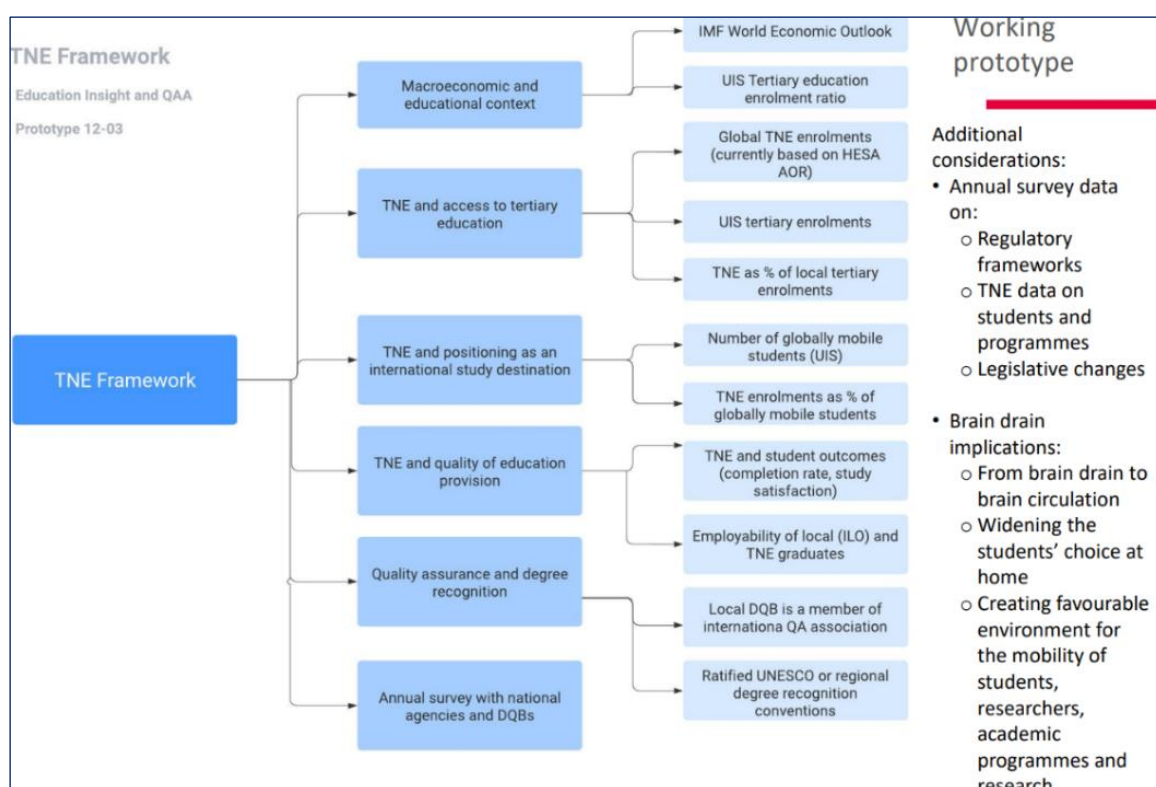 TNE Framework
Education Insight and QAA
Prototype 12-03
TNE Framework
Macroeconomic and
educational context
TNE and access to tertiary
education
TNE and positioning as an
international study destination
TNE and quality of education
provision
Quality assurance and degree
recognition
Annual survey with national
agencies and DQBs
IMF World Economic Outlook
UIS Tertiary education
enrolment ratio
Global TNE enrolments
(currently based on HESA
AOR)
UIS tertiary enrolments
TNE as % of local tertiary
enrolments
Number of globally mobile
students (UIS)
TNE enrolments as % of
globally mobile students
TNE and student outcomes
(completion rate, study
satisfaction)
Employability of local (ILO) and
TNE graduates
Local DQB is a member of
internationa QA association
Ratified UNESCO or regional
degree recognition
conventions
Working
prototype
Additional
considerations:
• Annual survey data
on:
o Regulatory
frameworks
o TNE data on
students and
programmes
o Legislative changes
• Brain drain
implications:
o From brain drain to
brain circulation
o Widening the
students’ choice at
home
o Creating favourable
environment for
the mobility of
students,
researchers,
academic
programmes and
research